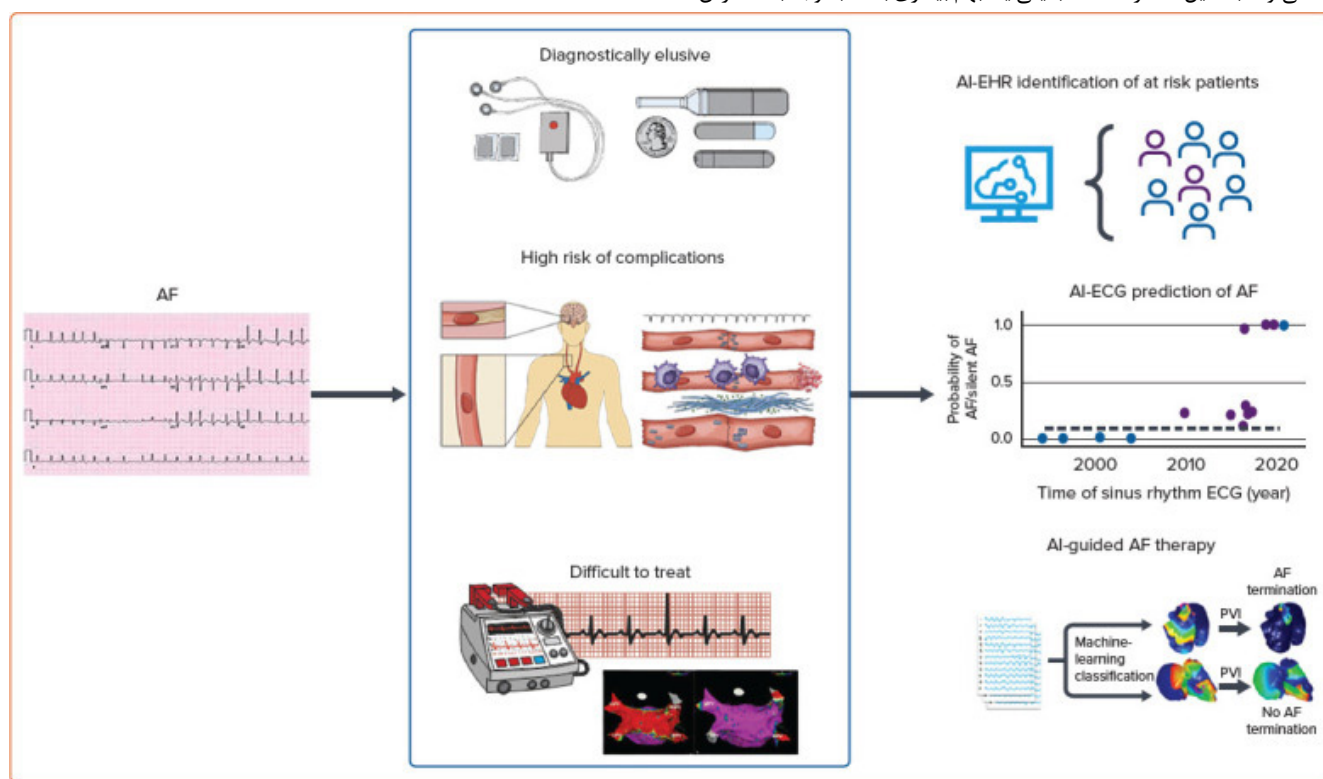 Diagnostically elusive
AI-EHR identification of at risk patients
High risk of complications
AF
AI-ECG prediction of AF
1.0
0.5
0.0
Probability of
AF/silent AF
2000 2010 2020
Time of sinus rhythm ECG (year)
Difficult to treat
AI-guided AF therapy
AF
termination
PVI
Machine-
learning
classification
PVI
No AF
termination